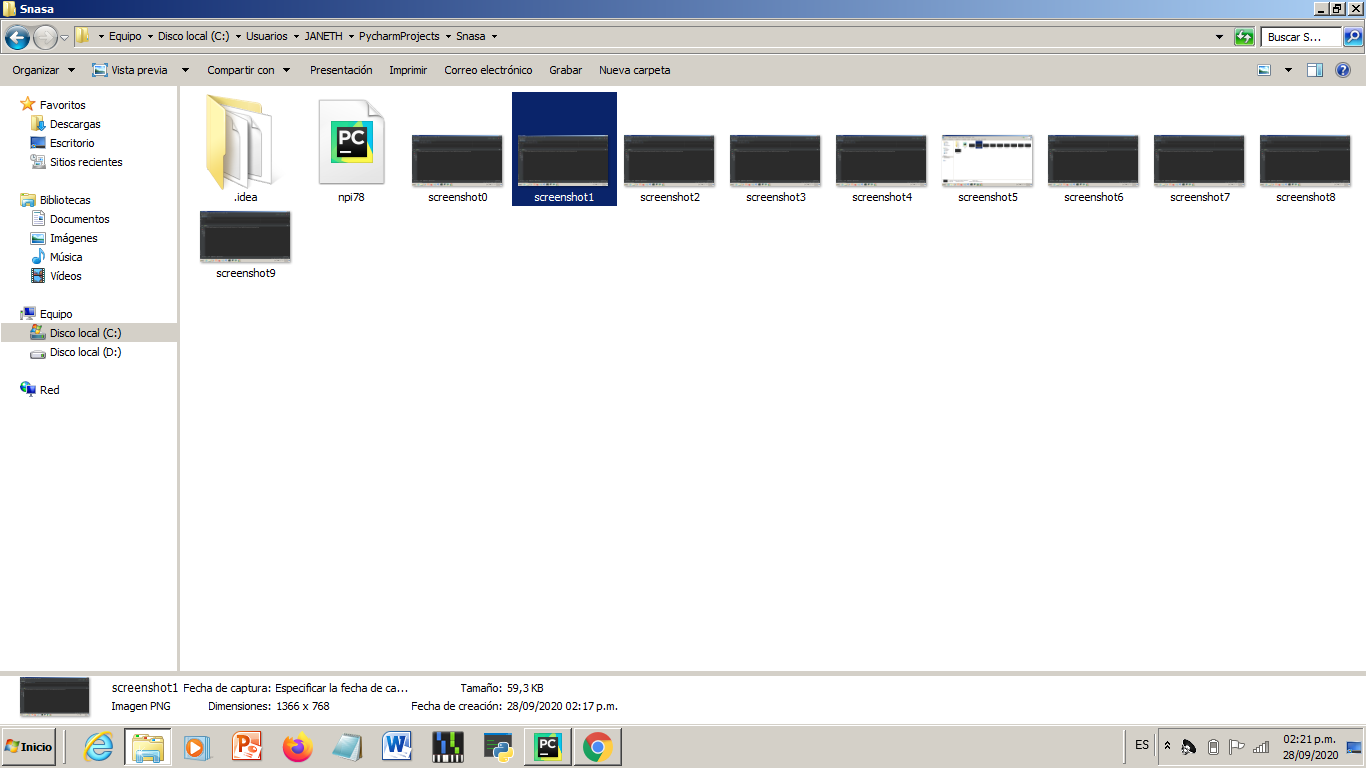 Snasa
Equipo Disco local (C:) Usuarios JANETH PycharmProjects Snasa
Buscar S...
Organizar Vista previa Compartir con Presentación Imprimir Correo electrónico Grabar Nueva carpeta
Favoritos
Descargas
Escritorio
Sitios recientes
Bibliotecas
Documentos
Imágenes
Música
Vídeos
Equipo
Disco local (C:)
Disco local (D:)
Red
PC
.idea npi78 screenshot0 screenshot1 screenshot2 screenshot3 screenshot4 screenshot5 screenshot6 screenshot7 screenshot8
screenshot9
screenshot1 Fecha de captura: Especificar la fecha de ca... Tamaño: 59,3 KB
Imagen PNG Dimensiones: 1366 x 768 Fecha de creación: 28/09/2020 02:17 p.m.
Inicio
PC
ES
02:21 p.m.
28/09/2020